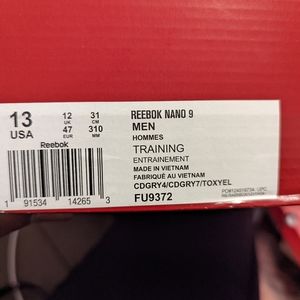 13
USA
12
UK
31
CM
47
EUR
310
MM
REEBOK NANO 9
MEN
HOMMES
TRAINING
ENTRAINEMENT
MADE IN VIETNAM
FABRIQUÉ AU VIETNAM
CDGRY4/CDGRY7/TOXYEL
FU9372
Reebok
1 91534 14265 3